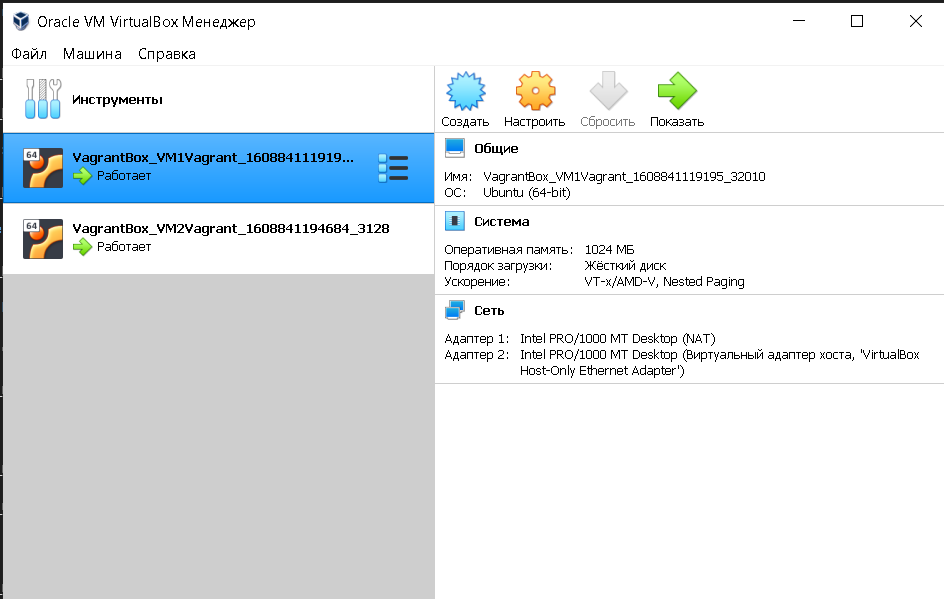 Oracle VM VirtualBox Менеджер
Файл Машина Справка
Инструменты
64
VagrantBox_VM1Vagrant_160884111919...
Работает
64
VagrantBox_VM2Vagrant_1608841194684_3128
Работает
Создать Настроить Сбросить Показать
Общие
Имя: VagrantBox_VM1Vagrant_1608841119195_32010
ОС: Ubuntu (64-bit)
Система
Оперативная память: 1024 МБ
Порядок загрузки: Жёсткий диск
Ускорение: VT-x/AMD-V, Nested Paging
Сеть
Адаптер 1: Intel PRO/1000 MT Desktop (NAT)
Адаптер 2: Intel PRO/1000 MT Desktop (Виртуальный адаптер хоста, 'VirtualBox
Host-Only Ethernet Adapter')